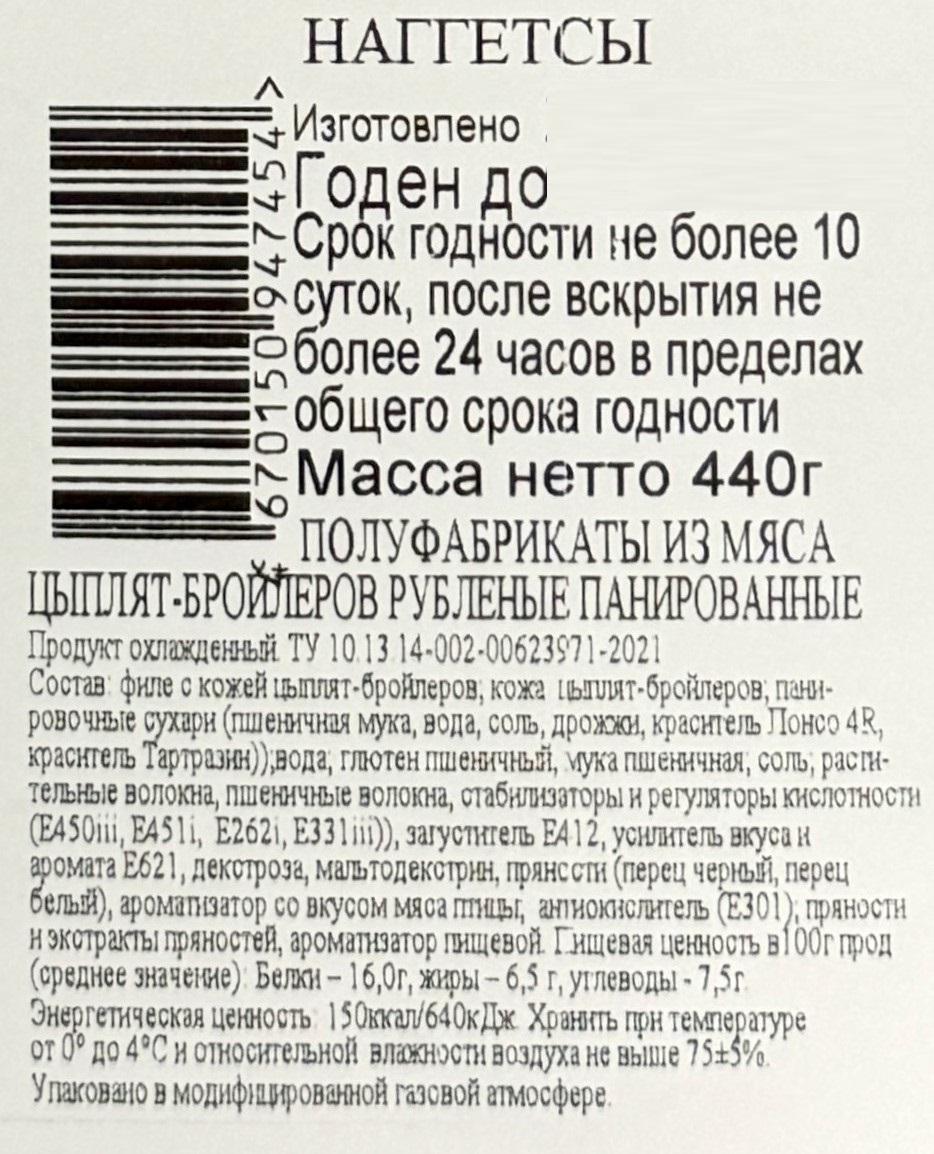 НАГГЕТСЫ
Изготовлено
Годен до
Срок годности не более 10
суток, после вскрытия не
более 24 часов в пределах
общего срока годности
Масса нетто 440г
6701509474544 >
ПОЛУФАБРИКАТЫ ИЗ МЯСА
ЦЫПЛЯТ-БРОЙЛЕРОВ РУБЛЕНЫЕ ПАНИРОВАННЫЕ
Продукт охлажденный. ТУ 10.13.14-002-00623971-2021
Состав: филе с кожей цыплят-бройлеров; кожа цыплят-бройлеров; пани-
ровочные сухари (пшеничная мука, вода, соль, дрожжи, краситель Понсо 4R,
краситель Тартразин));вода; глютен пшеничный, мука пшеничная; соль; расти-
тельные волокна, пшеничные волокна, стабилизаторы и регуляторы кислотности
(Е450iii, Е451i, Е262i, Е331iii)), загуститель Е412, усилитель вкуса и
аромата Е621, декстроза, мальтодекстрин, пряности (перец черный, перец
белый), ароматизатор со вкусом мяса птицы, антиокислитель (Е301); пряности
и экстракты пряностей, ароматизатор пищевой. Пищевая ценность в100г прод
(среднее значение): Белки – 16,0г, жиры – 6,5 г, углеводы - 7,5г.
Энергетическая ценность: 150ккал/640кДж. Хранить при температуре
от 0° до 4°С и относительной влажности воздуха не выше 75±5%.
Упаковано в модифицированной газовой атмосфере.